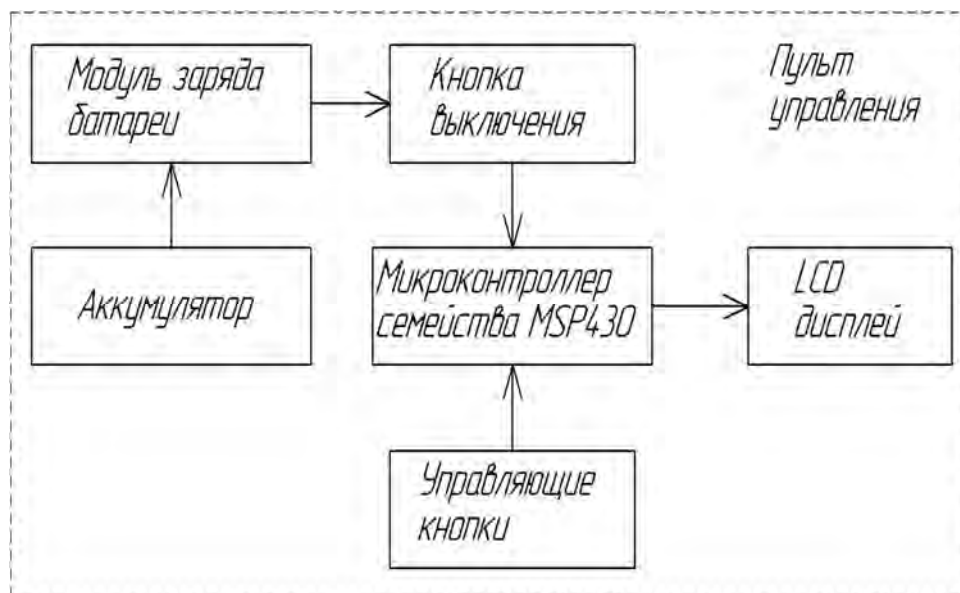 Модуль заряда
батареи
Кнопка
выключения
Пульт
управления
Аккумулятор
Микроконтроллер
семейства MSP430
LCD
дисплей
Управляющие
кнопки